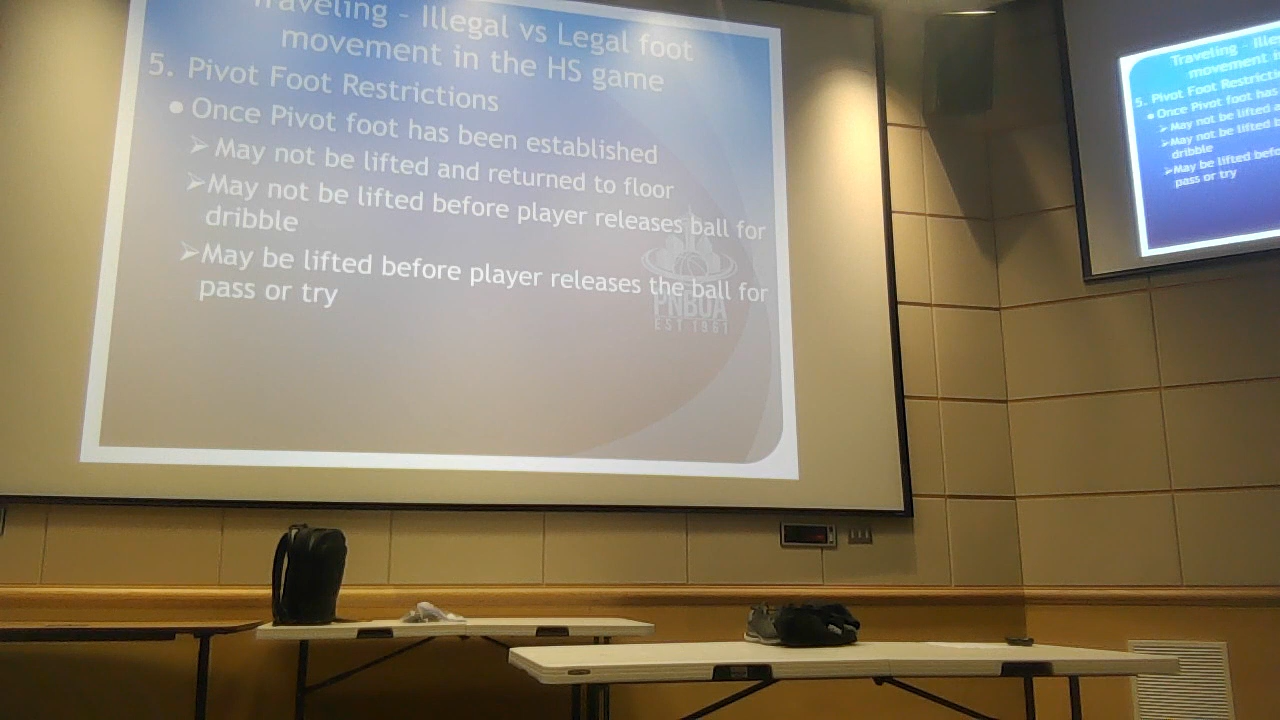 Traveling – Illegal vs Legal foot
movement in the HS game
5. Pivot Foot Restrictions
• Once Pivot foot has been established
➢ May not be lifted and returned to floor
➢ May not be lifted before player releases ball for
dribble
➢ May be lifted before player releases the ball for
pass or try
PNBOA
EST 1961
Traveling – Ille
movement i
5. Pivot Foot Restricti
• Once Pivot foot has
➢ May not be lifted a
➢ May not be lifted b
dribble
➢ May be lifted befo
pass or try